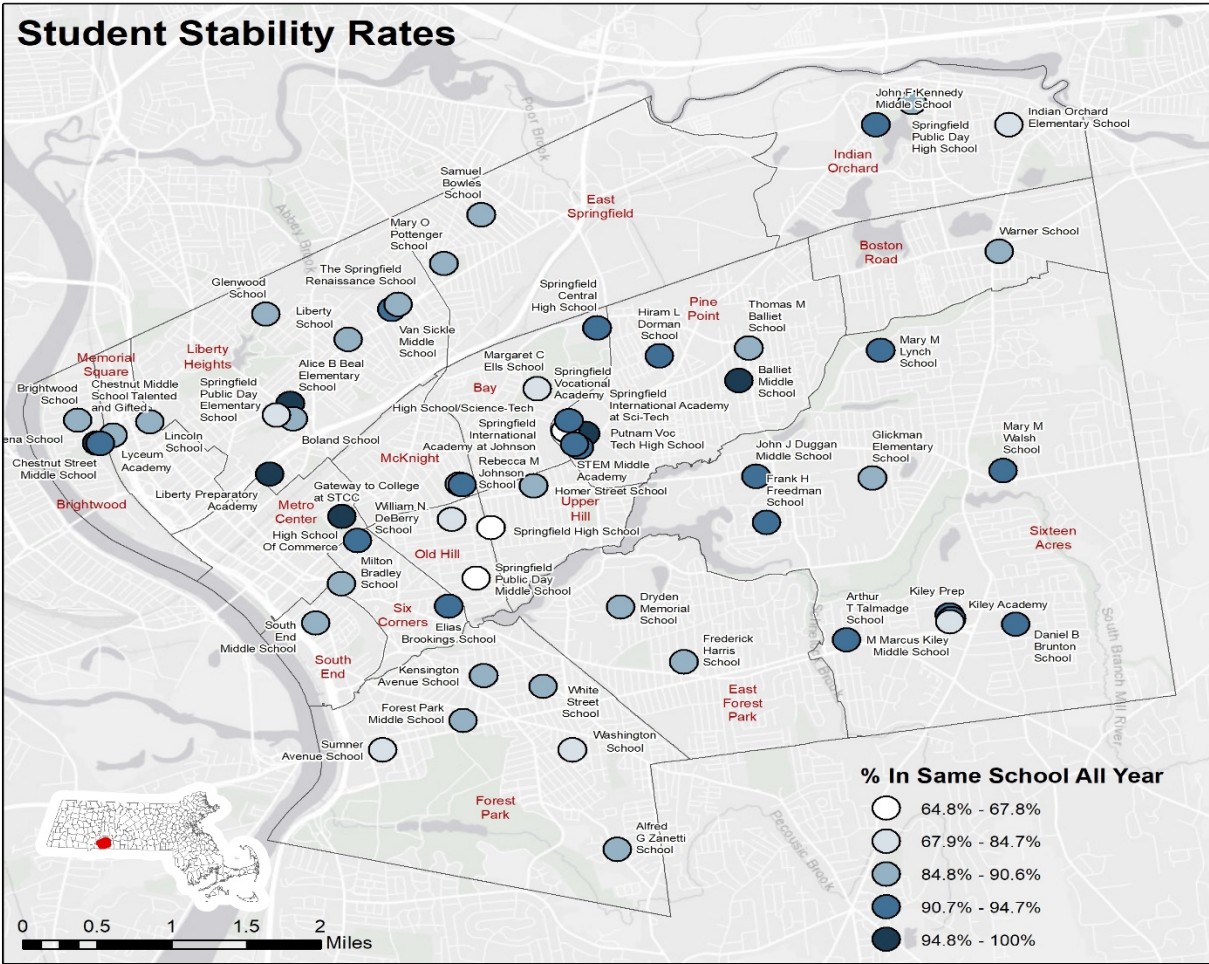 Student Stability Rates
John F Kennedy
Middle School
Springfield
Public Day
High School
Indian Orchard
Elementary School
Indian
Orchard
Poor Brook
Samuel
Bowles
School
East
Springfield
Abbey Brook
Mary O
Pottenger
School
Boston
Road
Warner School
The Springfield
Renaissance School
Glenwood
School
Liberty
School
Van Sickle
Middle
School
Springfield
Central
High School
Hiram L
Dorman
School
Pine
Point
Thomas M
Balliet
School
Mary M
Lynch
School
Memorial
Square
Liberty
Heights
Alice B Beal
Elementary
School
Margaret C
Ells School
Springfield
Vocational
Academy
Bay
Balliet
Middle
School
Brightwood
School
Chestnut Middle
School Talented
and Gifted
Springfield
Public Day
Elementary
School
High School/Science-Tech
Springfield
International Academy
at Sci-Tech
Springfield
International
Academy at Johnson
Putnam Voc
Tech High School
ena School
Lyceum
Academy
Lincoln
School
Boland School
Chestnut Street
Middle School
McKnight
Rebecca M
Johnson
School
STEM Middle
Academy
John J Duggan
Middle School
Glickman
Elementary
School
Mary M
Walsh
School
Brightwood
Liberty Preparatory
Academy
Metro
Center
Gateway to College
at STCC
William N
DeBerry
School
Homer Street School
Upper
Hill
Frank H
Freedman
School
High School
Of Commerce
Old Hill
Springfield High School
Sixteen
Acres
Milton
Bradley
School
Springfield
Public Day
Middle School
Six
Corners
Elias
Brookings School
Dryden
Memorial
School
Arthur
T Talmadge
School
Kiley Prep
Kiley Academy
M Marcus Kiley
Middle School
Daniel B
Brunton
School
South
End
Middle School
South
End
Frederick
Harris
School
South Branch Mill River
Kensington
Avenue School
White
Street
School
East
Forest
Park
Forest Park
Middle School
Sumner
Avenue School
Washington
School
Forest
Park
Alfred
G Zanetti
School
Pecousic Brook
% In Same School All Year
64.8% - 67.8%
67.9% - 84.7%
84.8% - 90.6%
90.7% - 94.7%
94.8% - 100%
0 0.5 1 1.5 2
Miles